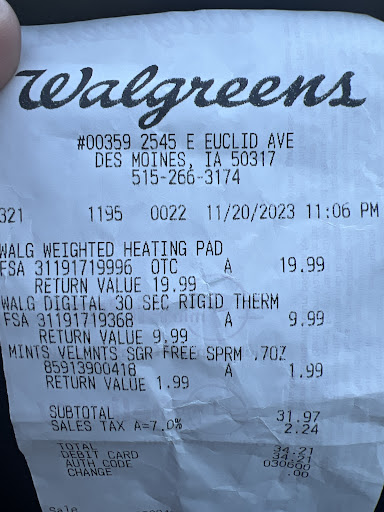 Walgreens
#00359 2545 E EUCLID AVE
DES MOINES, IA 50317
515-266-3174
321 1195 0022 11/20/2023 11:06 PM
WALG WEIGHTED HEATING PAD
FSA 31191719996 OTC A 19.99
RETURN VALUE 19.99
WALG DIGITAL 30 SEC RIGID THERM
FSA 31191719368 A 9.99
RETURN VALUE 9.99
MINTS VELMNTS SGR FREE SPRM .7OZ
85913900418 A 1.99
RETURN VALUE 1.99
SUBTOTAL 31.97
SALES TAX A=7.0% 2.24
TOTAL 34.21
DEBIT CARD 34.21
AUTH CODE 030600
CHANGE .00
Sale